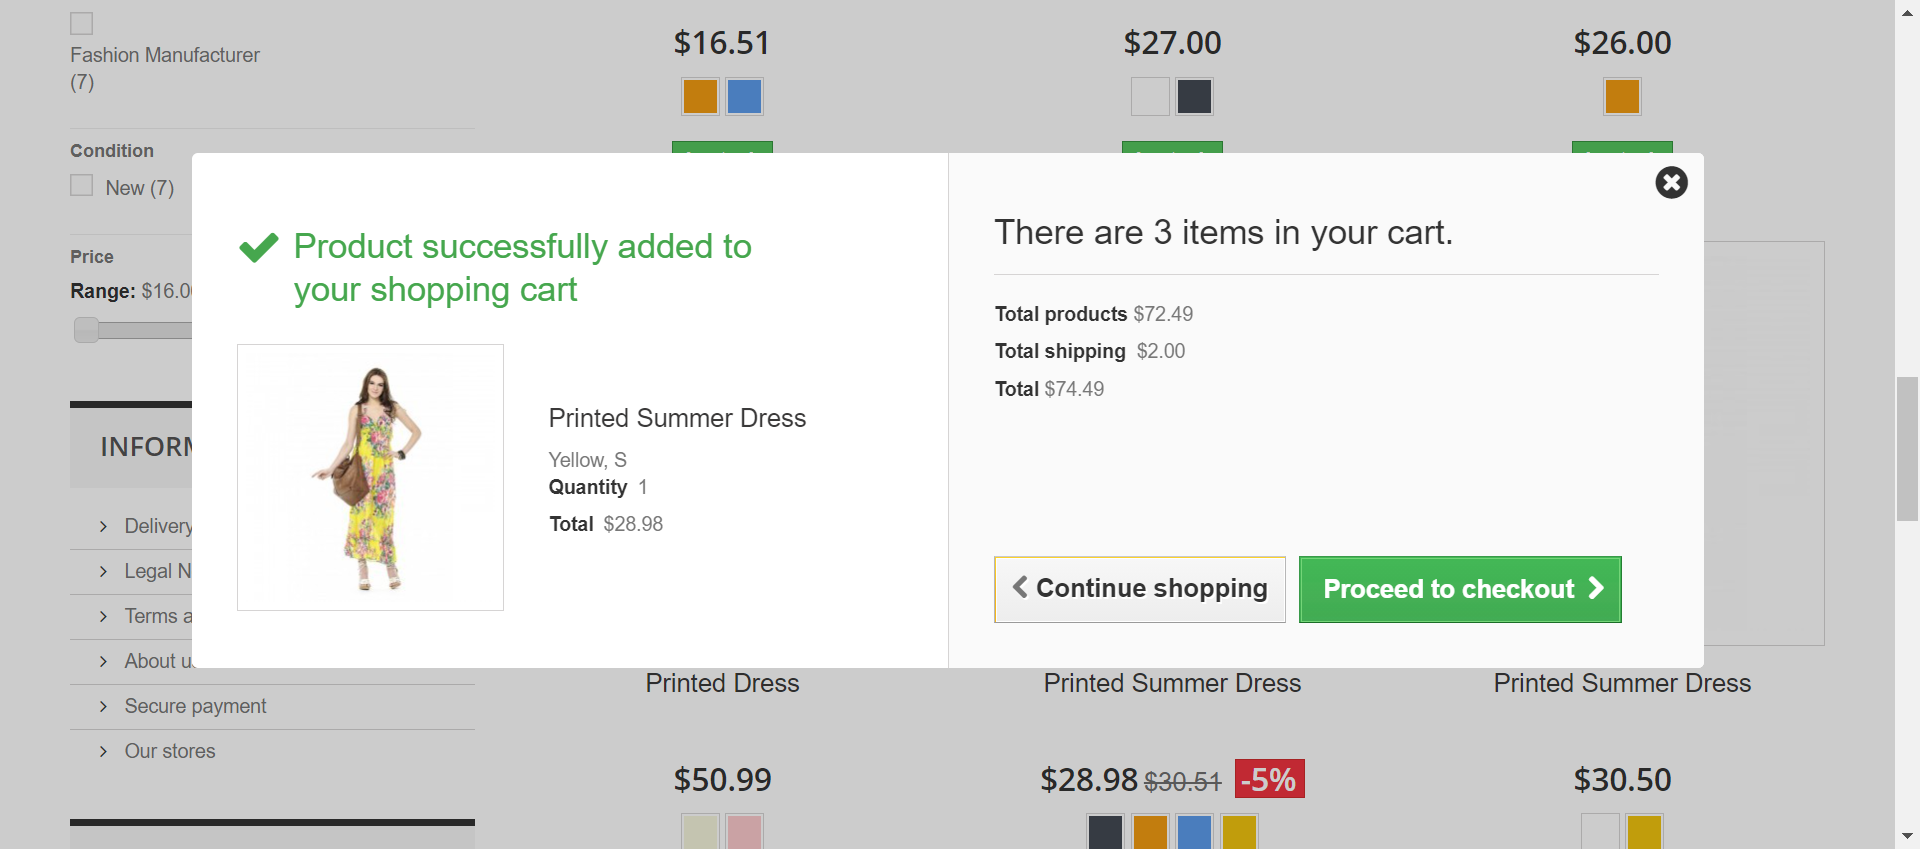 $16.51
$27.00
$26.00
Fashion Manufacturer
(7)
Condition
New (7)
Price
Range: $16.0
INFORM
Delivery
Legal N
Terms a
About u
Secure payment
Our stores
Product successfully added to
your shopping cart
Printed Summer Dress
Yellow, S
Quantity 1
Total $28.98
There are 3 items in your cart.
Total products $72.49
Total shipping $2.00
Total $74.49
Continue shopping
Proceed to checkout
Printed Dress
Printed Summer Dress
Printed Summer Dress
$50.99
$28.98 $30.51 -5%
$30.50